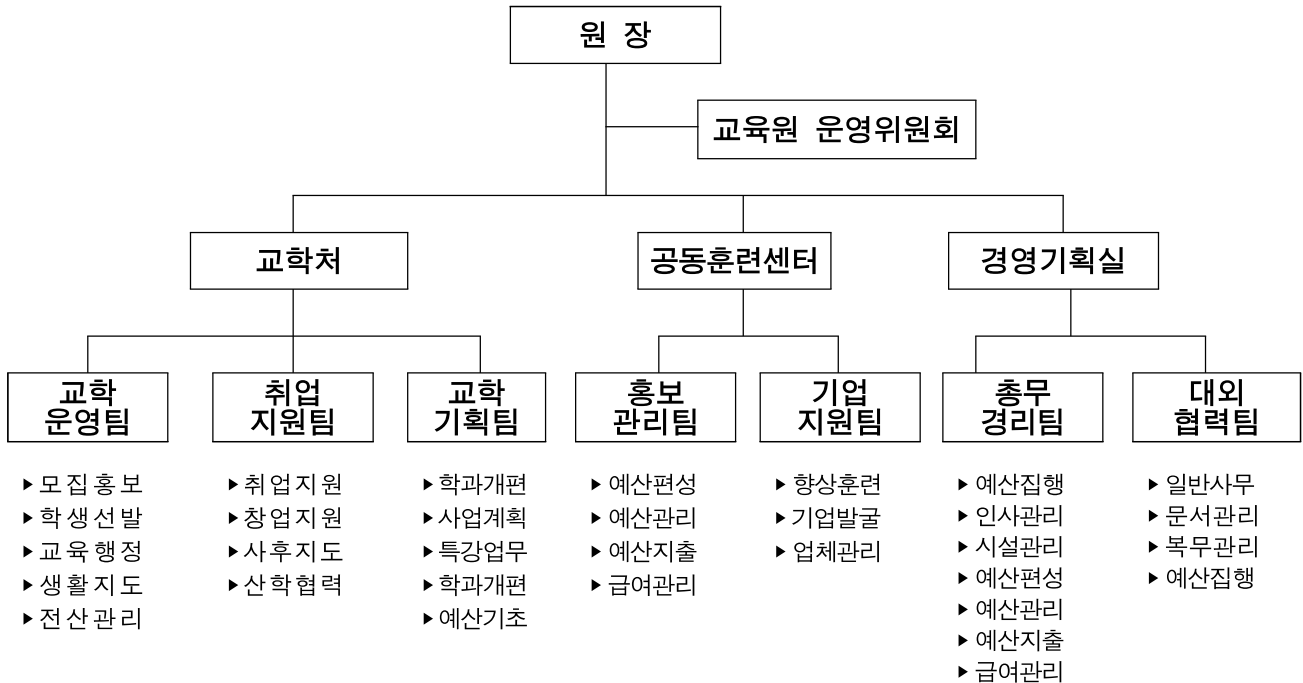 원 장
교육원 운영위원회
교학처
공동훈련센터
경영기획실
교학
운영팀
취업
지원팀
교학
기획팀
홍보
관리팀
기업
지원팀
총무
경리팀
대외
협력팀
▶모집홍보
▶학생선발
▶교육행정
▶생활지도
▶전산관리
▶취업지원
▶창업지원
▶사후지도
▶산학협력
▶학과개편
▶사업계획
▶특강업무
▶학과개편
▶예산기초
▶ 예산편성
▶ 예산관리
▶ 예산지출
▶ 급여관리
▶ 향상훈련
▶ 기업발굴
▶ 업체관리
▶ 예산집행
▶ 인사관리
▶ 시설관리
▶ 예산편성
▶ 예산관리
▶ 예산지출
▶ 급여관리
▶ 일반사무
▶ 문서관리
▶ 복무관리
▶ 예산집행